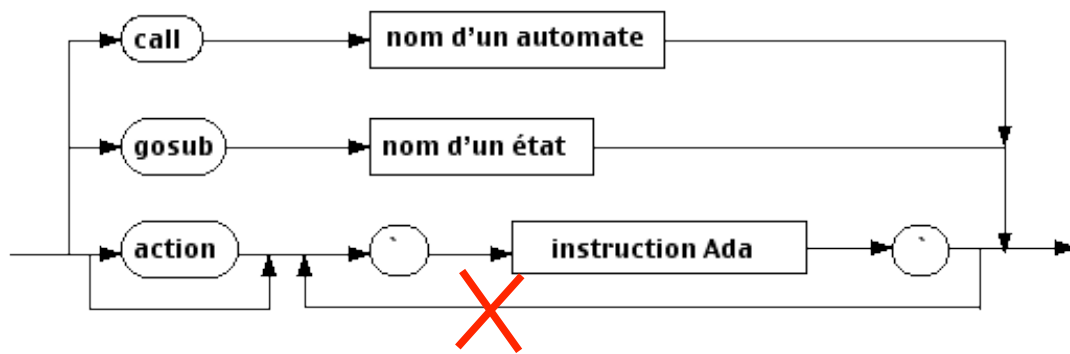 call nom d'un automate
gosub nom d'un état
action ` instruction Ada `